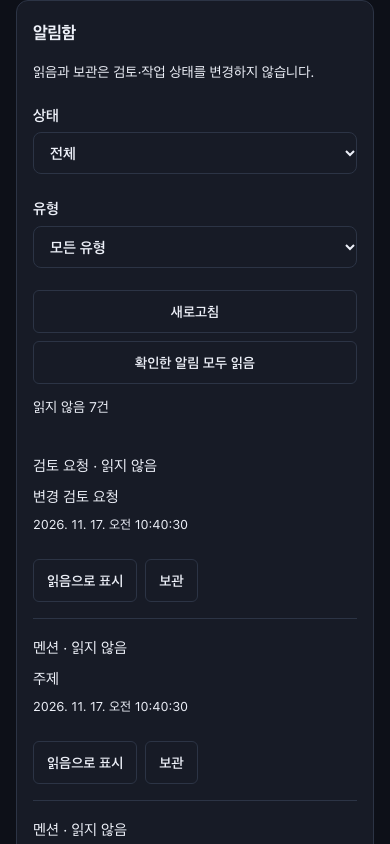 알림함
읽음과 보관은 검토·작업 상태를 변경하지 않습니다.
상태
전체
유형
모든 유형
새로고침
확인한 알림 모두 읽음
읽지 않음 7건
검토 요청 · 읽지 않음
변경 검토 요청
2026. 11. 17. 오전 10:40:30
읽음으로 표시 보관
멘션 · 읽지 않음
주제
2026. 11. 17. 오전 10:40:30
읽음으로 표시 보관
멘션 · 읽지 않음